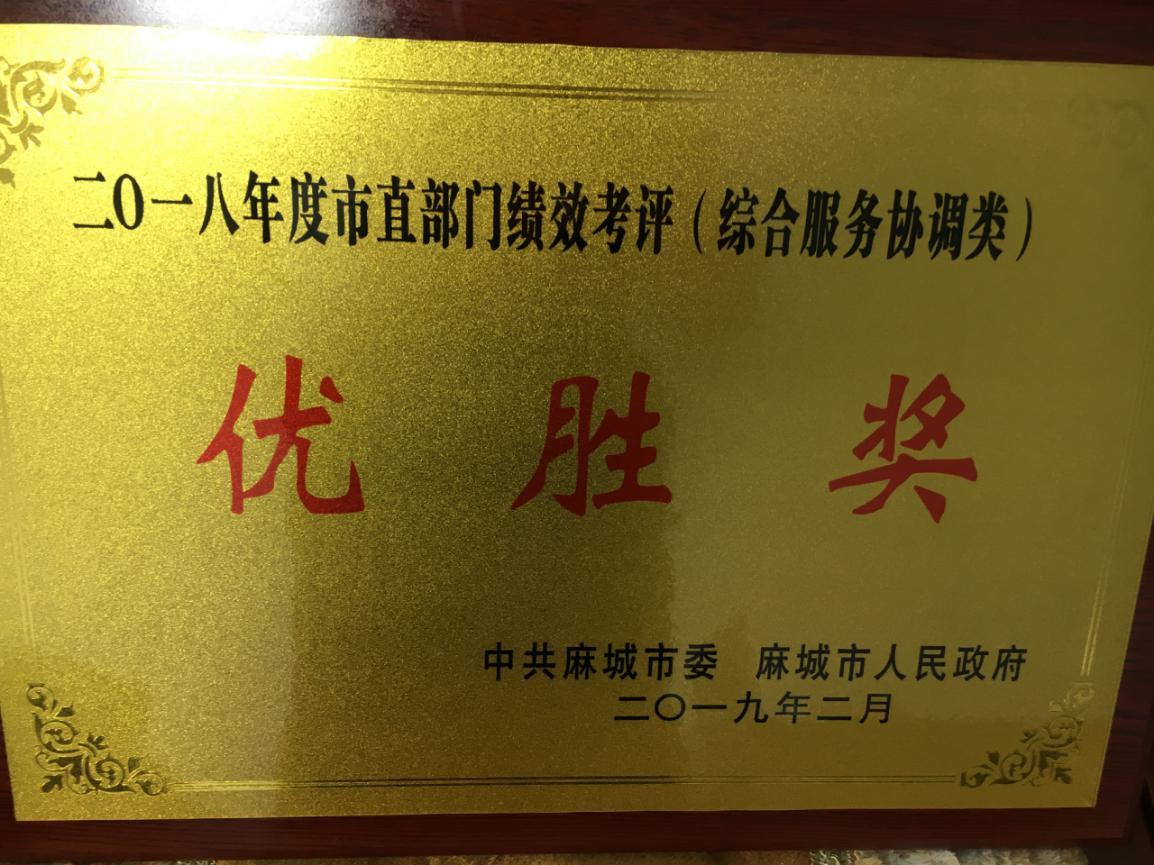 二〇一八年度市直部门绩效考评（综合服务协调类）
优胜奖
中共麻城市委 麻城市人民政府
二〇一九年二月